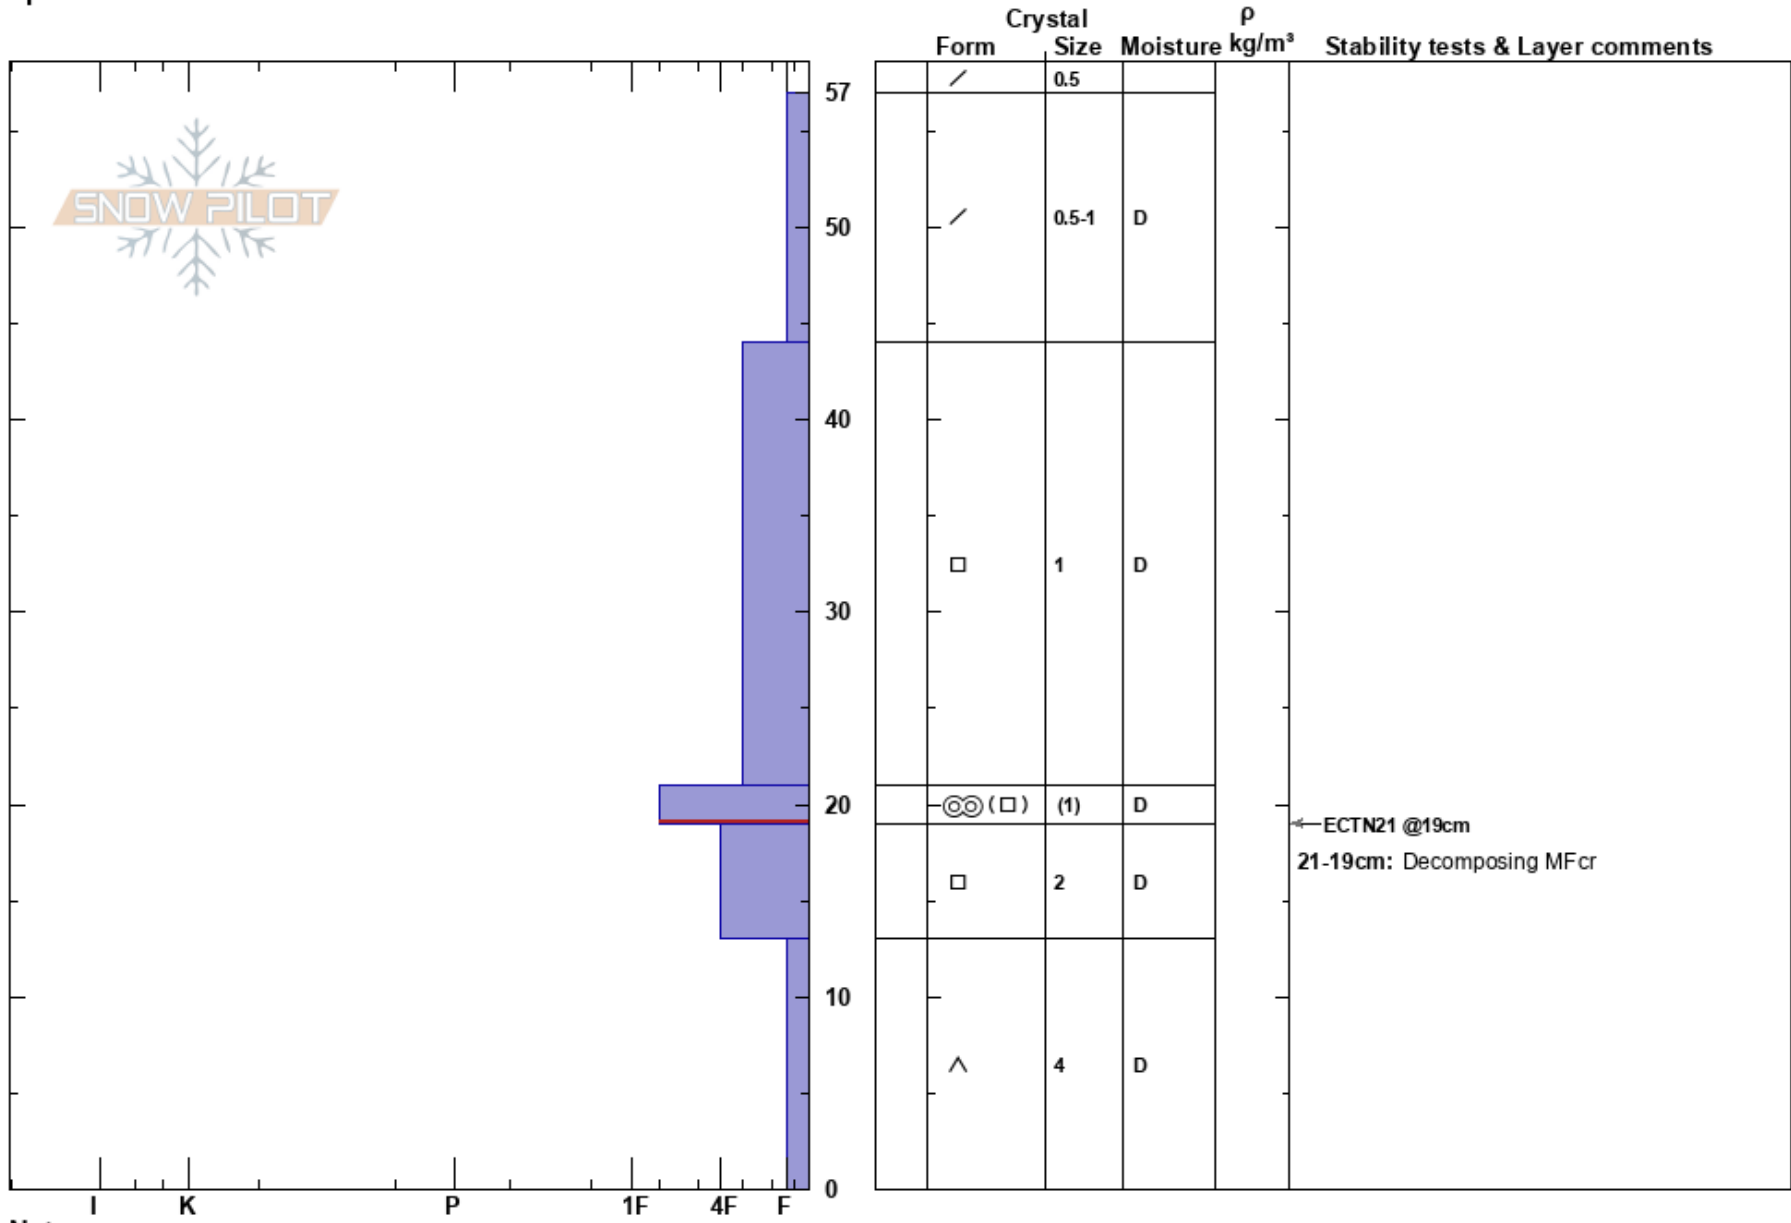 Crystal ρ
Form Size Moisture kg/m³ Stability tests & Layer comments
0.5
57
SNOW PILOT
50 0.5-1 D
40
1 D
30
20 (1) D
ECTN21 @19cm
21-19cm: Decomposing MFcr
2 D
10
4 D
0
I K P 1F 4F F